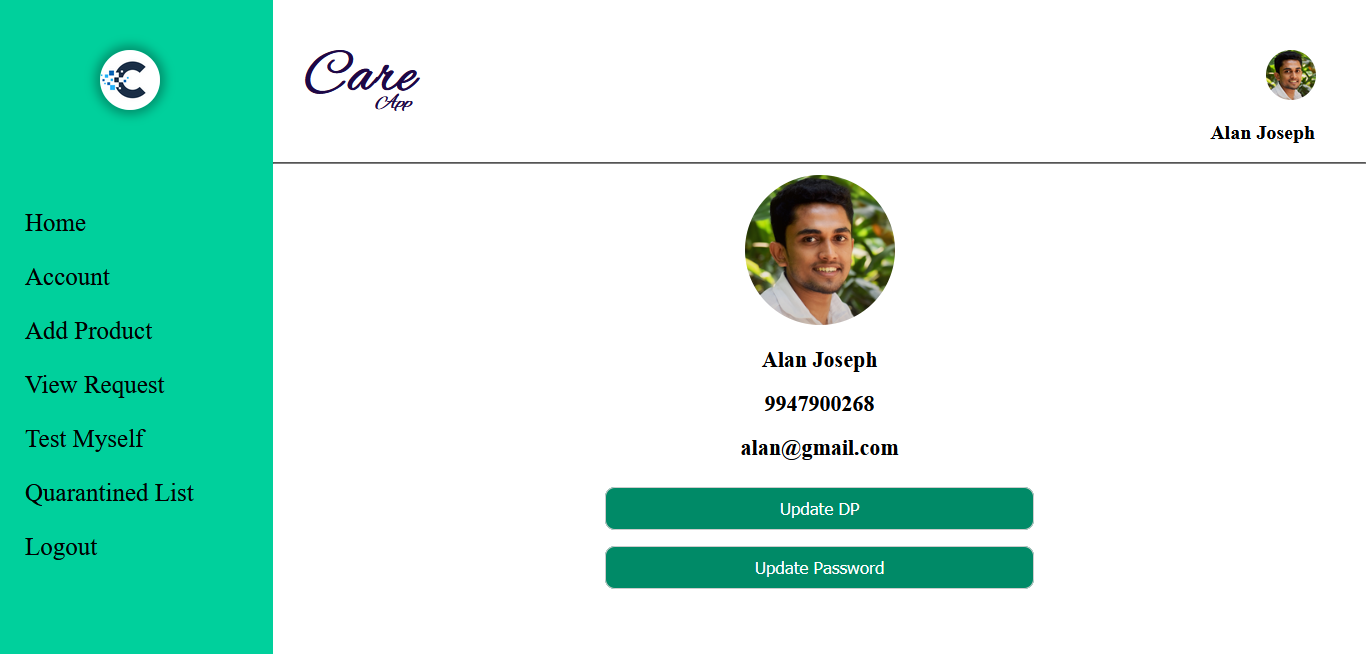 Care
App
Alan Joseph
Home
Account
Add Product
View Request
Test Myself
Quarantined List
Logout
Alan Joseph
9947900268
alan@gmail.com
Update DP
Update Password